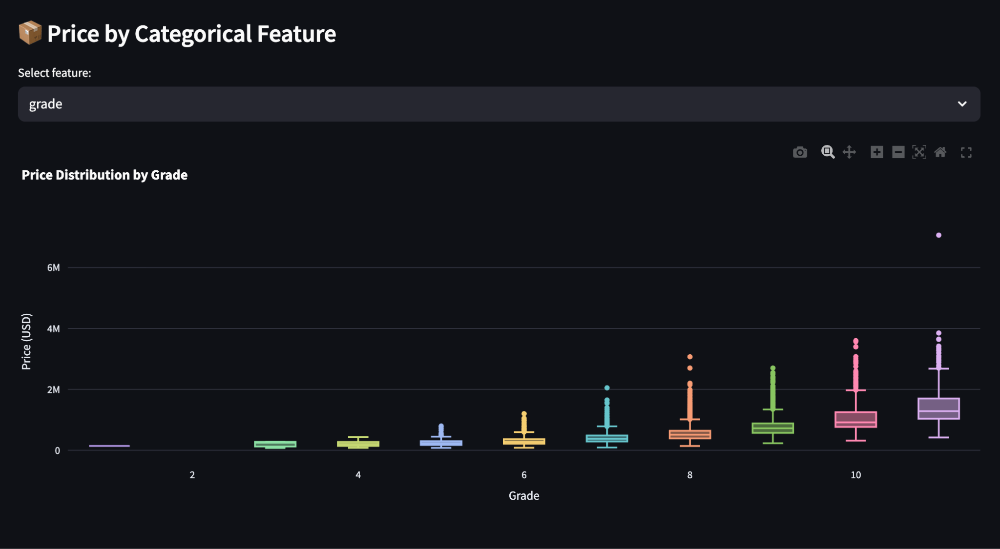 Price by Categorical Feature
Select feature:
grade
Price Distribution by Grade
6M
4M
2M
0
Price (USD)
2 4 6 8 10
Grade